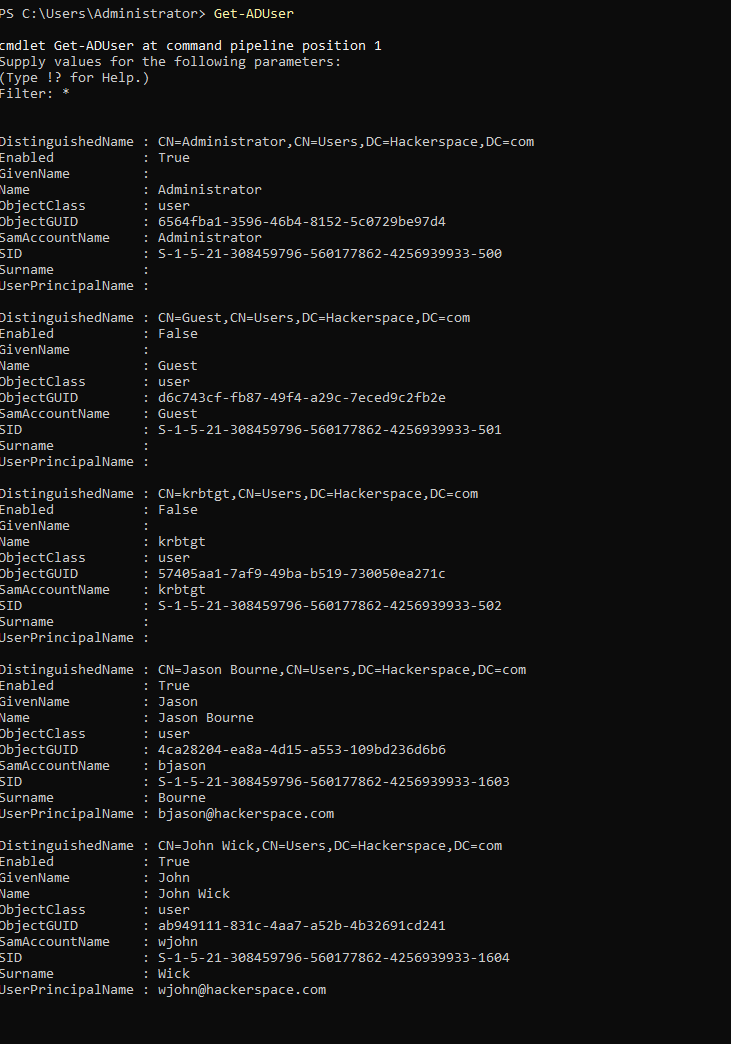 PS C:\Users\Administrator> Get-ADUser
cmdlet Get-ADUser at command pipeline position 1
Supply values for the following parameters:
(Type !? for Help.)
Filter: *
DistinguishedName : CN=Administrator,CN=Users,DC=Hackerspace,DC=com
Enabled           : True
GivenName         :
Name              : Administrator
ObjectClass       : user
ObjectGUID        : 6564fba1-3596-46b4-8152-5c0729be97d4
SamAccountName    : Administrator
SID               : S-1-5-21-308459796-560177862-4256939933-500
Surname           :
UserPrincipalName :
DistinguishedName : CN=Guest,CN=Users,DC=Hackerspace,DC=com
Enabled           : False
GivenName         :
Name              : Guest
ObjectClass       : user
ObjectGUID        : d6c743cf-fb87-49f4-a29c-7eced9c2fb2e
SamAccountName    : Guest
SID               : S-1-5-21-308459796-560177862-4256939933-501
Surname           :
UserPrincipalName :
DistinguishedName : CN=krbtgt,CN=Users,DC=Hackerspace,DC=com
Enabled           : False
GivenName         :
Name              : krbtgt
ObjectClass       : user
ObjectGUID        : 57405aa1-7af9-49ba-b519-730050ea271c
SamAccountName    : krbtgt
SID               : S-1-5-21-308459796-560177862-4256939933-502
Surname           :
UserPrincipalName :
DistinguishedName : CN=Jason Bourne,CN=Users,DC=Hackerspace,DC=com
Enabled           : True
GivenName         : Jason
Name              : Jason Bourne
ObjectClass       : user
ObjectGUID        : 4ca28204-ea8a-4d15-a553-109bd236d6b6
SamAccountName    : bjason
SID               : S-1-5-21-308459796-560177862-4256939933-1603
Surname           : Bourne
UserPrincipalName : bjason@hackerspace.com
DistinguishedName : CN=John Wick,CN=Users,DC=Hackerspace,DC=com
Enabled           : True
GivenName         : John
Name              : John Wick
ObjectClass       : user
ObjectGUID        : ab949111-831c-4aa7-a52b-4b32691cd241
SamAccountName    : wjohn
SID               : S-1-5-21-308459796-560177862-4256939933-1604
Surname           : Wick
UserPrincipalName : wjohn@hackerspace.com